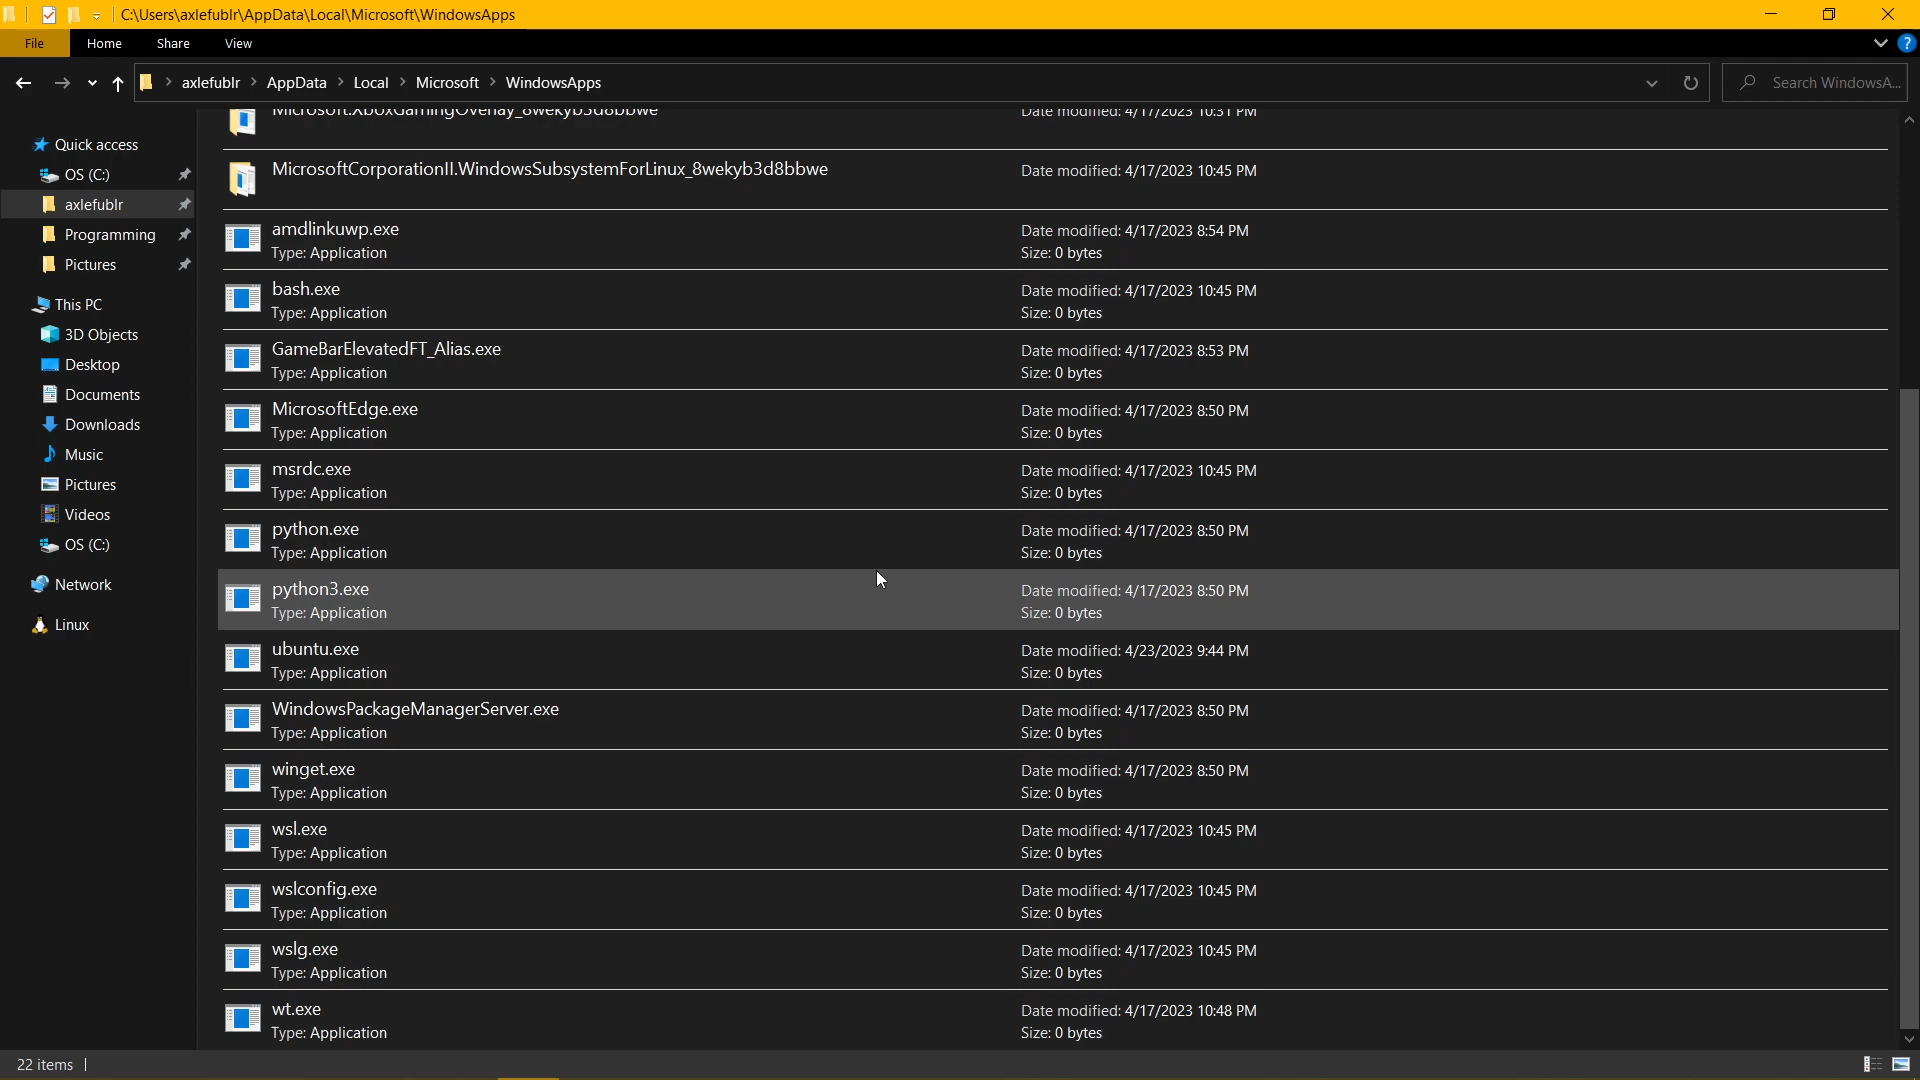 C:\Users\axlefublr\AppData\Local\Microsoft\WindowsApps
File Home Share View
axlefublr AppData Local Microsoft WindowsApps
Search WindowsA...
Quick access
OS (C:)
axlefublr
Programming
Pictures
This PC
3D Objects
Desktop
Documents
Downloads
Music
Pictures
Videos
OS (C:)
Network
Linux
Microsoft.XboxGamingOverlay_8wekyb3d8bbwe Date modified: 4/17/2023 10:31 PM
MicrosoftCorporationII.WindowsSubsystemForLinux_8wekyb3d8bbwe Date modified: 4/17/2023 10:45 PM
amdlinkuwp.exe Date modified: 4/17/2023 8:54 PM
Type: Application Size: 0 bytes
bash.exe Date modified: 4/17/2023 10:45 PM
Type: Application Size: 0 bytes
GameBarElevatedFT_Alias.exe Date modified: 4/17/2023 8:53 PM
Type: Application Size: 0 bytes
MicrosoftEdge.exe Date modified: 4/17/2023 8:50 PM
Type: Application Size: 0 bytes
msrdc.exe Date modified: 4/17/2023 10:45 PM
Type: Application Size: 0 bytes
python.exe Date modified: 4/17/2023 8:50 PM
Type: Application Size: 0 bytes
python3.exe Date modified: 4/17/2023 8:50 PM
Type: Application Size: 0 bytes
ubuntu.exe Date modified: 4/23/2023 9:44 PM
Type: Application Size: 0 bytes
WindowsPackageManagerServer.exe Date modified: 4/17/2023 8:50 PM
Type: Application Size: 0 bytes
winget.exe Date modified: 4/17/2023 8:50 PM
Type: Application Size: 0 bytes
wsl.exe Date modified: 4/17/2023 10:45 PM
Type: Application Size: 0 bytes
wslconfig.exe Date modified: 4/17/2023 10:45 PM
Type: Application Size: 0 bytes
wslg.exe Date modified: 4/17/2023 10:45 PM
Type: Application Size: 0 bytes
wt.exe Date modified: 4/17/2023 10:48 PM
Type: Application Size: 0 bytes
22 items